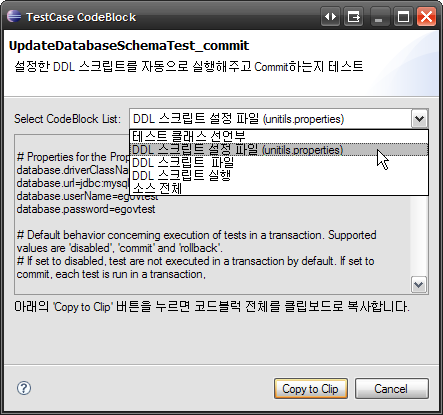 TestCase CodeBlock
UpdateDatabaseSchemaTest_commit
설정한 DDL 스크립트를 자동으로 실행해주고 Commit하는지 테스트
Select CodeBlock List: DDL 스크립트 설정 파일 (unitils.properties)
테스트 클래스 선언부
DDL 스크립트 설정 파일 (unitils.properties)
DDL 스크립트 파일
DDL 스크립트 실행
소스 전체
# Properties for the Prop
database.driverClassNa
database.url=jdbc:mysq
database.userName=egovtest
database.password=egovtest
# Default behavior concerning execution of tests in a transaction. Supported
values are 'disabled', 'commit' and 'rollback'.
# If set to disabled, test are not executed in a transaction by default. If set to
commit, each test is run in a transaction,
아래의 'Copy to Clip' 버튼을 누르면 코드블럭 전체를 클립보드로 복사합니다.
?
Copy to Clip
Cancel